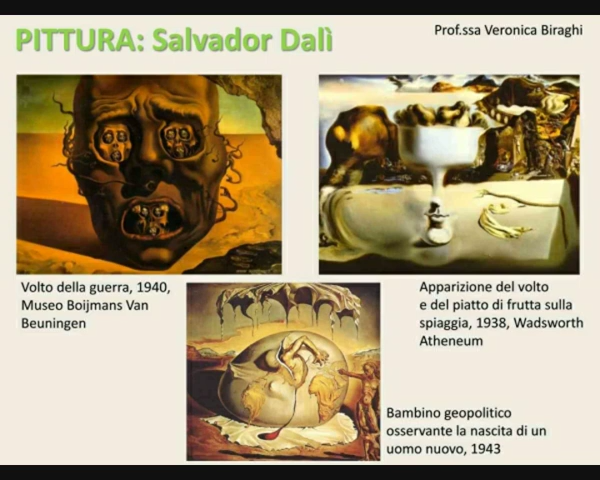 PITTURA: Salvador Dalì
Prof.ssa Veronica Biraghi
Volto della guerra, 1940,
Museo Boijmans Van
Beuningen
Apparizione del volto
e del piatto di frutta sulla
spiaggia, 1938, Wadsworth
Atheneum
Bambino geopolitico
osservante la nascita di un
uomo nuovo, 1943